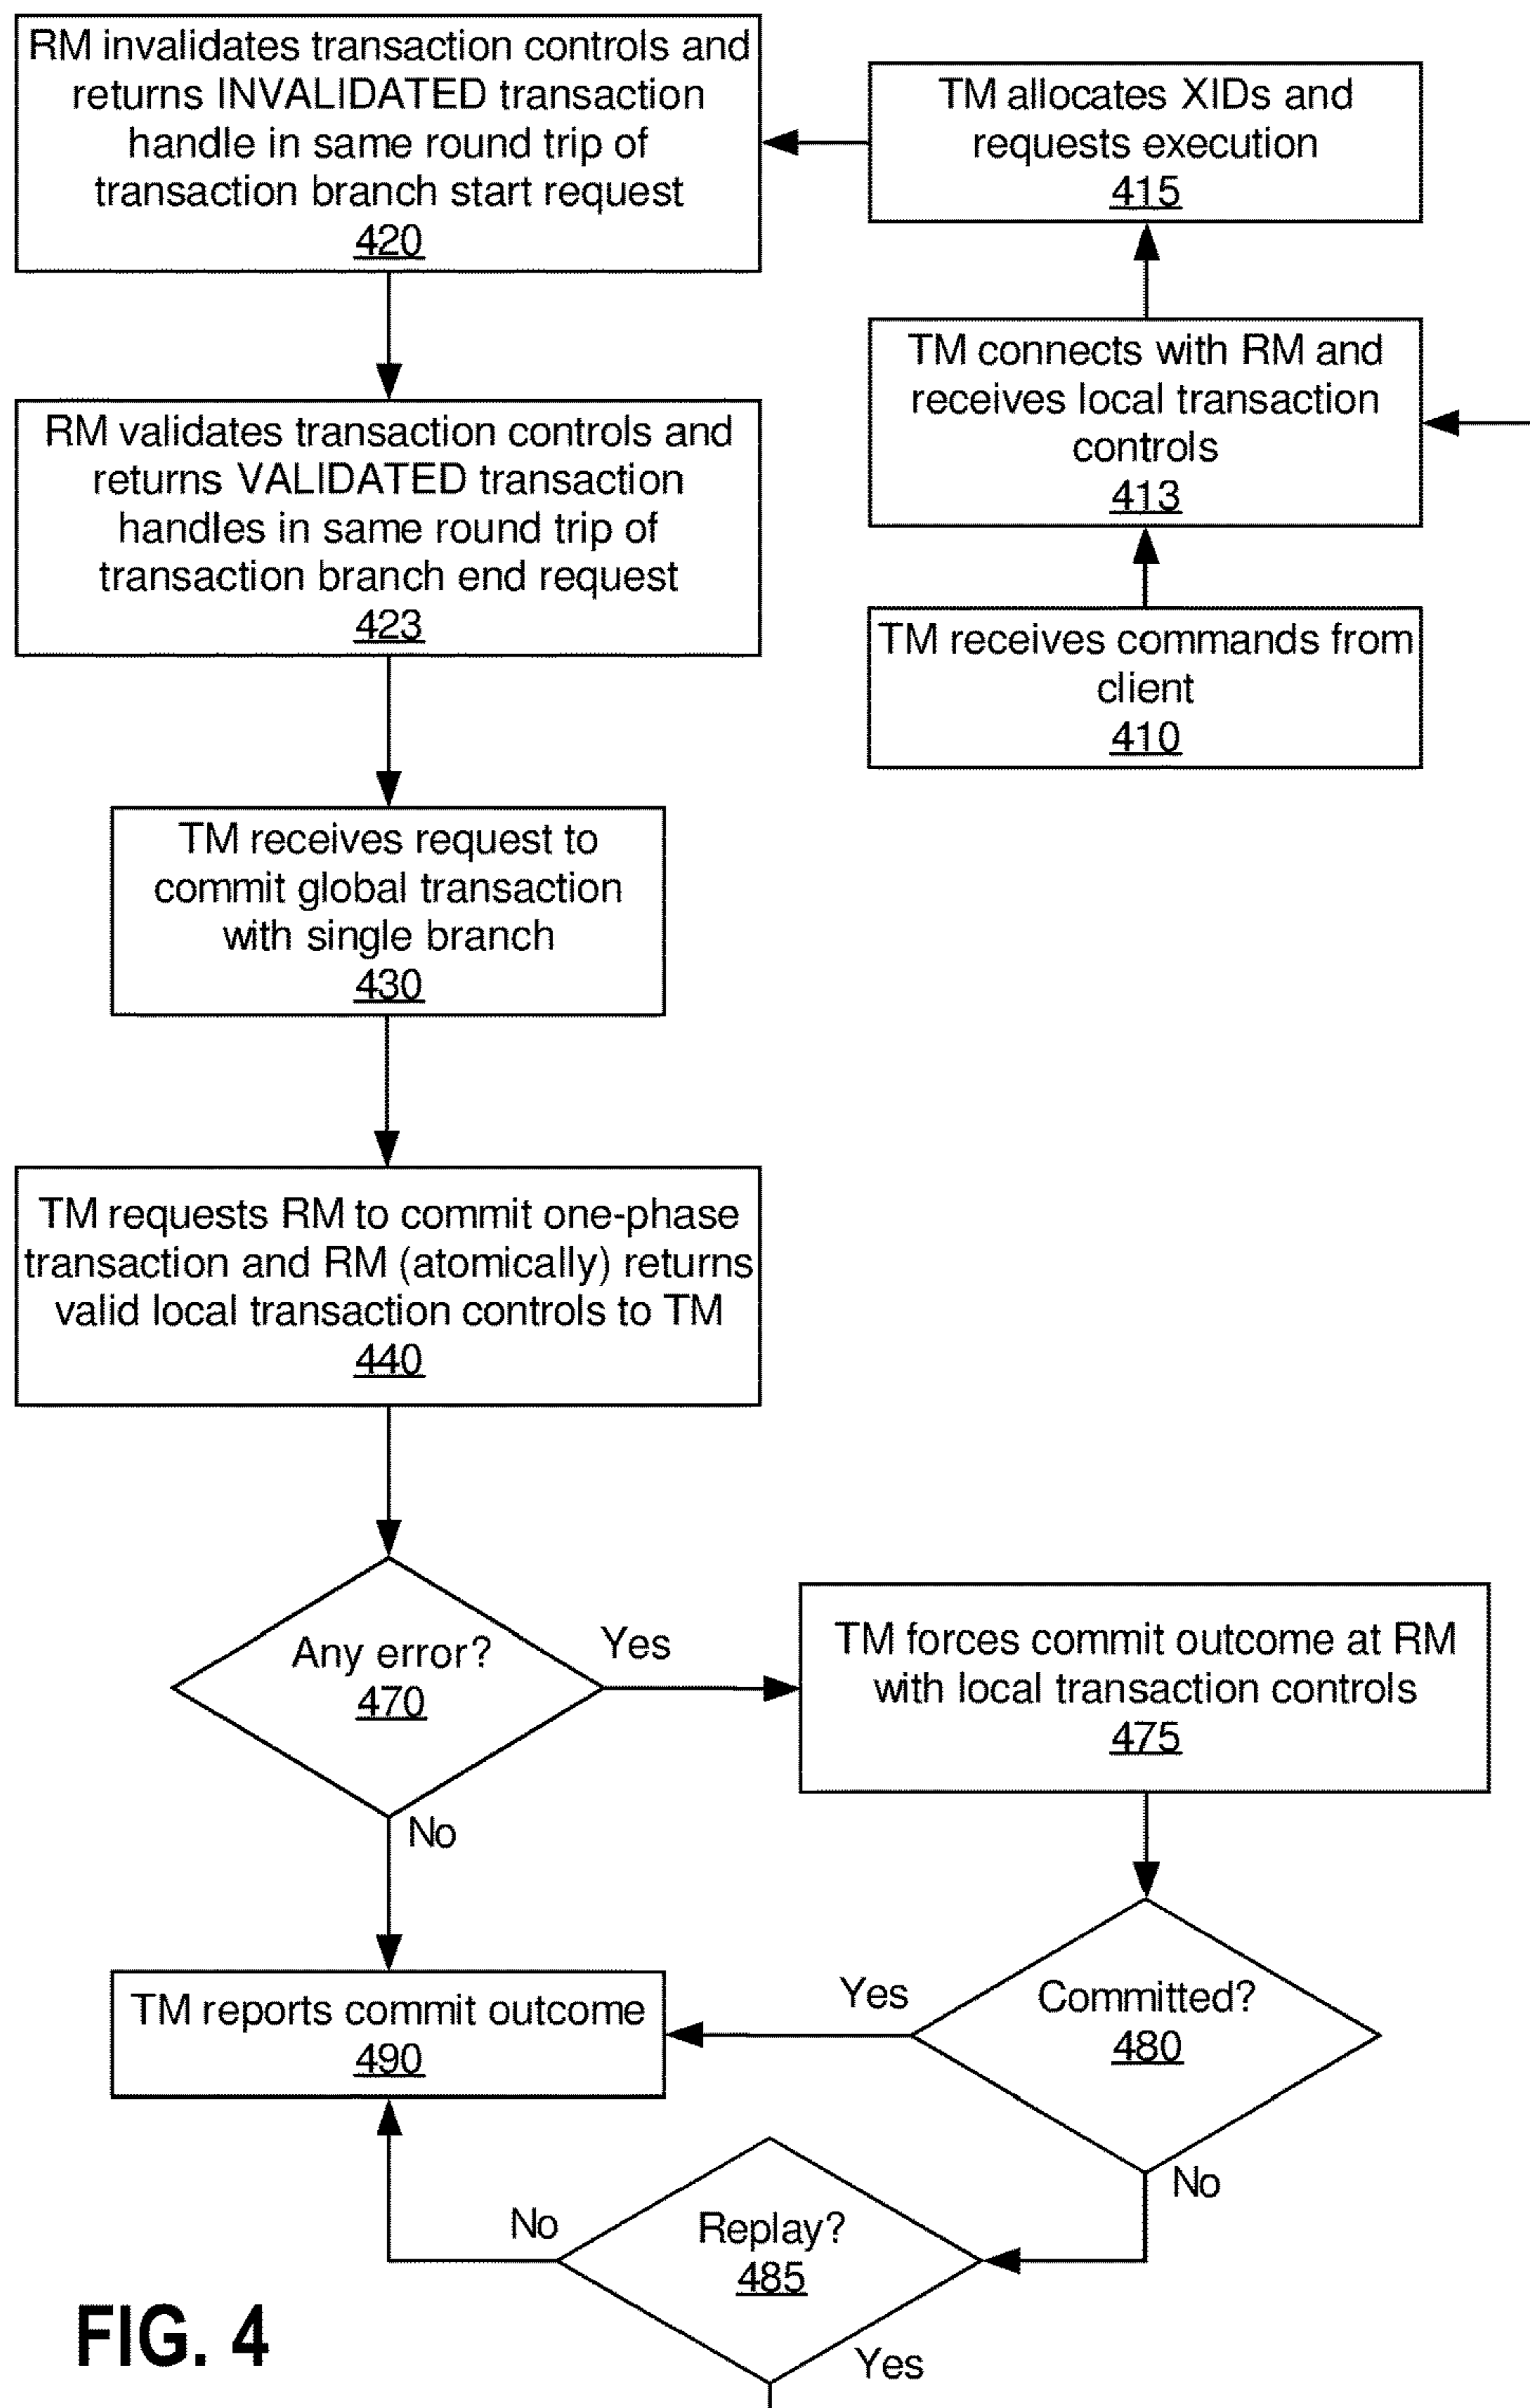 RM invalidates transaction controls and
returns INVALIDATED transaction
handle in same round trip of
transaction branch start request
420
TM allocates XIDs and
requests execution
415
TM connects with RM and
receives local transaction
controls
413
RM validates transaction controls and
returns VALIDATED transaction
handles in same round trip of
transaction branch end request
423
TM receives commands from
client
410
TM receives request to
commit global transaction
with single branch
430
TM requests RM to commit one-phase
transaction and RM (atomically) returns
valid local transaction controls to TM
440
Any error?
470
Yes
No
TM forces commit outcome at RM
with local transaction controls
475
Committed?
480
Yes
No
TM reports commit outcome
490
Replay?
485
No
Yes
FIG. 4